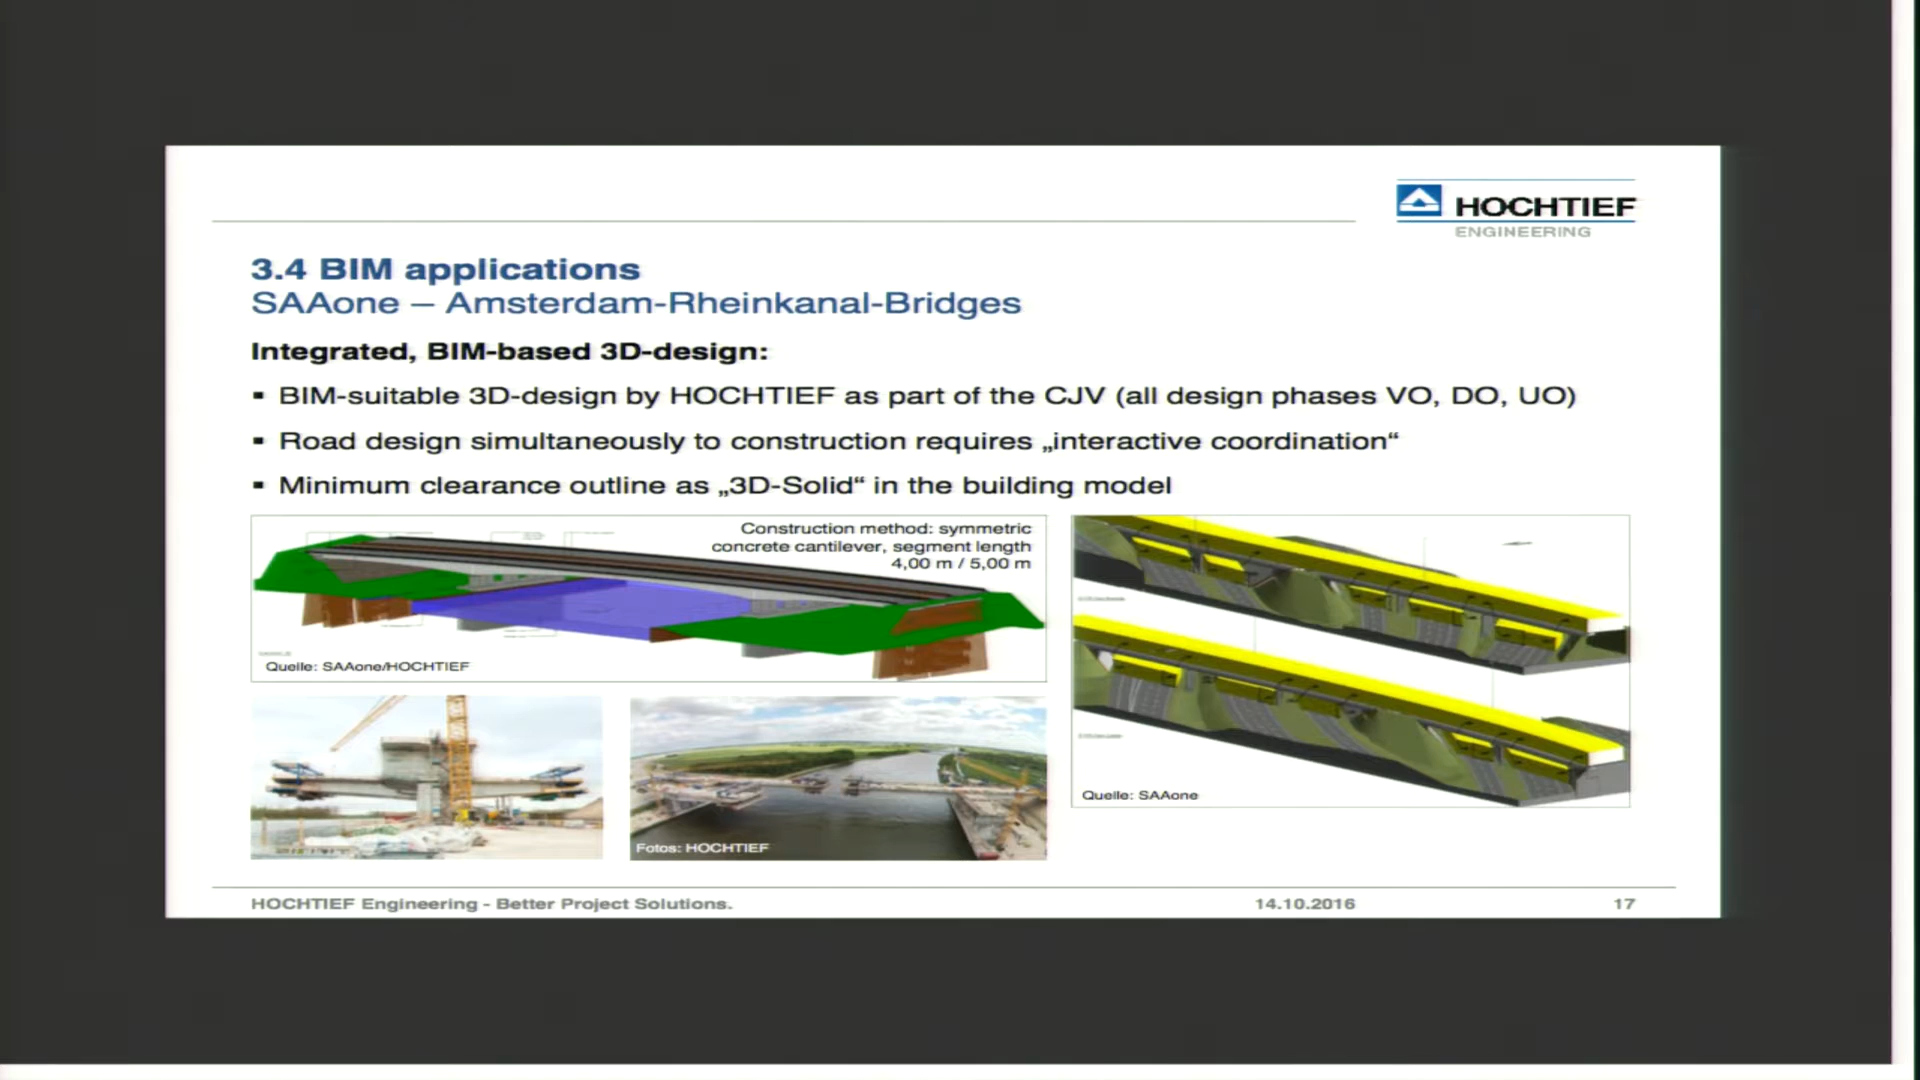 HOCHTIEF
ENGINEERING
3.4 BIM applications
SAAone – Amsterdam-Rheinkanal-Bridges
Integrated, BIM-based 3D-design:
▪ BIM-suitable 3D-design by HOCHTIEF as part of the CJV (all design phases VO, DO, UO)
▪ Road design simultaneously to construction requires „interactive coordination“
▪ Minimum clearance outline as „3D-Solid“ in the building model
Construction method: symmetric
concrete cantilever, segment length
4,00 m / 5,00 m
Quelle: SAAone/HOCHTIEF
Fotos: HOCHTIEF
Quelle: SAAone
HOCHTIEF Engineering - Better Project Solutions.
14.10.2016
17